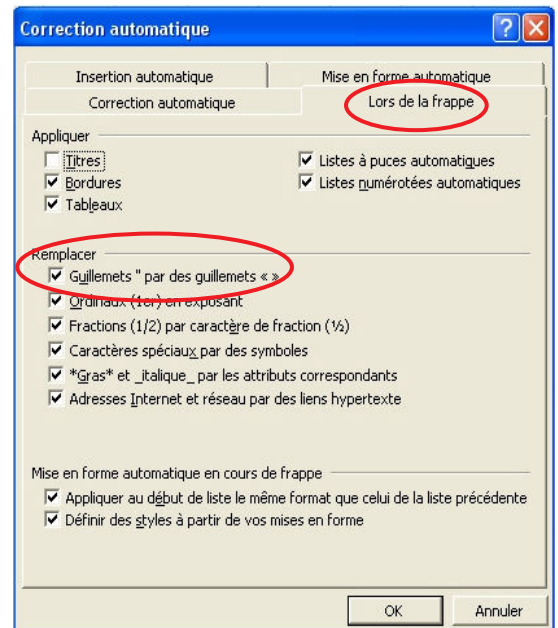 Correction automatique
Insertion automatique
Mise en forme automatique
Correction automatique
Lors de la frappe
Appliquer
Titres
Listes à puces automatiques
Bordures
Listes numérotées automatiques
Tableaux
Remplacer
Guillemets " par des guillemets « »
Ordinaux (1er) en exposant
Fractions (1/2) par caractère de fraction (½)
Caractères spéciaux par des symboles
*Gras* et _italique_ par les attributs correspondants
Adresses Internet et réseau par des liens hypertexte
Mise en forme automatique en cours de frappe
Appliquer au début de liste le même format que celui de la liste précédente
Définir des styles à partir de vos mises en forme
OK
Annuler